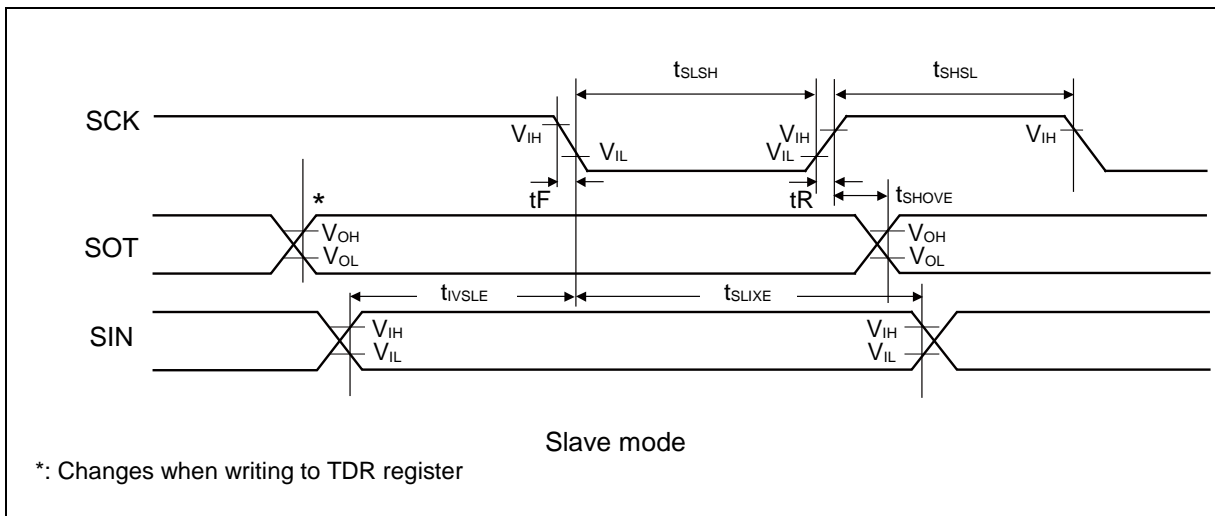 tSLSH tSHSL
SCK
VIH VIL VIL VIH VIH
tF tR tSHOVE
*
SOT
VOH VOH
VOL VOL
tIVSLE tSLIXE
SIN
VIH VIH
VIL VIL
Slave mode
*: Changes when writing to TDR register